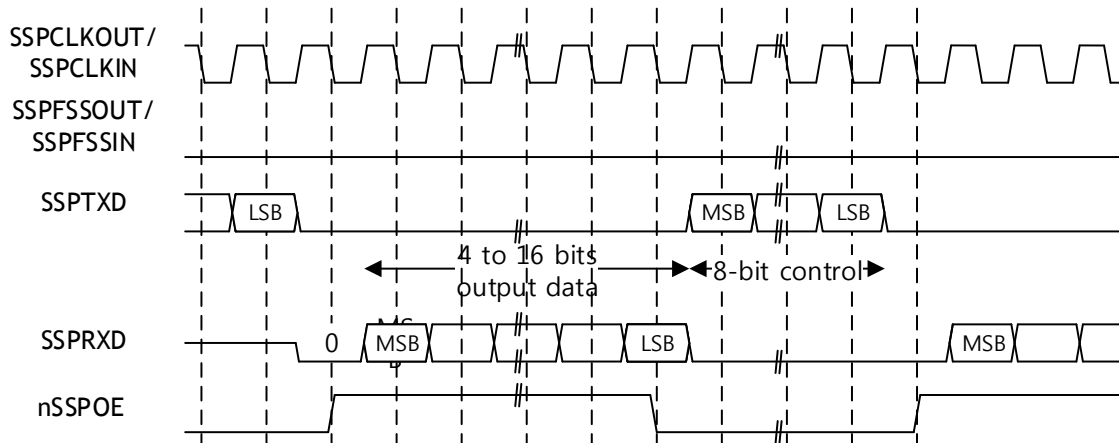 SSPCLKOUT/
SSPCLKIN
SSPFSSOUT/
SSPFSSIN
SSPTXD
LSB
MSB
LSB
4 to 16 bits
output data
8-bit control
SSPRXD
0
MSB
LSB
MSB
nSSPOE